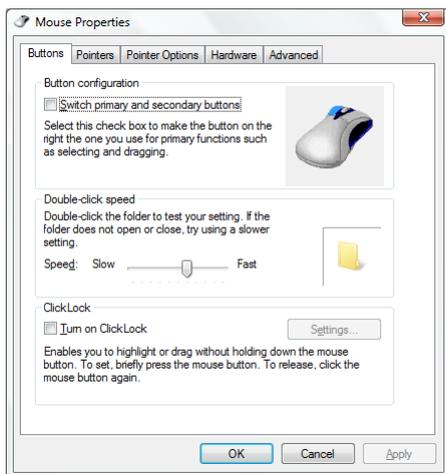 Mouse Properties
Buttons Pointers Pointer Options Hardware Advanced
Button configuration
Switch primary and secondary buttons
Select this check box to make the button on the
right the one you use for primary functions such
as selecting and dragging.
Double-click speed
Double-click the folder to test your setting. If the
folder does not open or close, try using a slower
setting.
Speed: Slow Fast
ClickLock
Turn on ClickLock Settings...
Enables you to highlight or drag without holding down the mouse
button. To set, briefly press the mouse button. To release, click the
mouse button again.
OK Cancel Apply